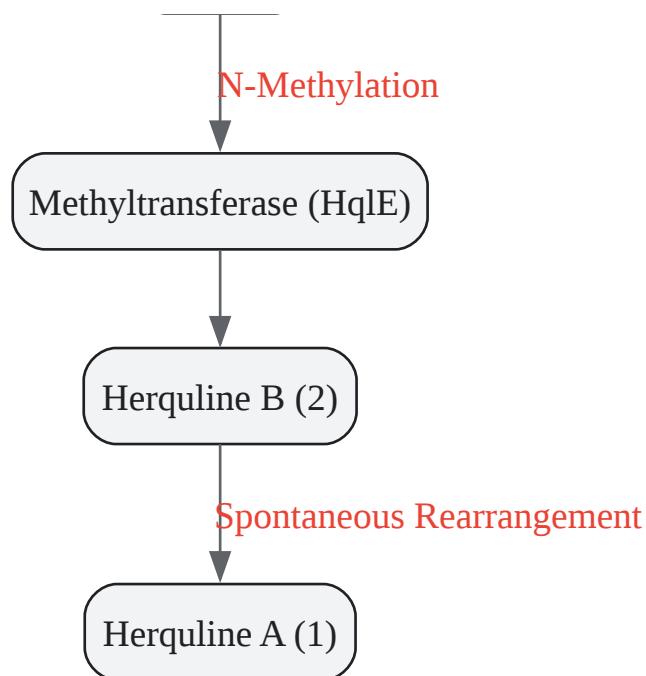 N-Methylation
Methyltransferase (HqlE)
Herquline B (2)
Spontaneous Rearrangement
Herquline A (1)